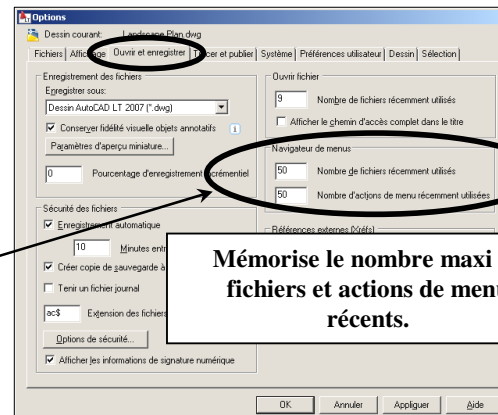 Options
Dessin courant: Landscape Plan.dwg
Fichiers Affichage Ouvrir et enregistrer Tracer et publier Système Préférences utilisateur Dessin Sélection
Enregistrement des fichiers
Enregistrer sous:
Dessin AutoCAD LT 2007 (*.dwg)
Conserver fidélité visuelle objets annotatifs
Paramètres d'aperçu miniature...
0 Pourcentage d'enregistrement incrémentiel
Sécurité des fichiers
Enregistrement automatique
10 Minutes entr
Créer copie de sauvegarde à
Tenir un fichier journal
ac$ Extension des fichiers
Options de sécurité...
Afficher les informations de signature numérique
Ouvrir fichier
9 Nombre de fichiers récemment utilisés
Afficher le chemin d'accès complet dans le titre
Navigateur de menus
50 Nombre de fichiers récemment utilisés
50 Nombre d'actions de menu récemment utilisées
Références externes (Xréfs)
Mémorise le nombre maxi
fichiers et actions de menu
récents.
OK Annuler Appliquer Aide